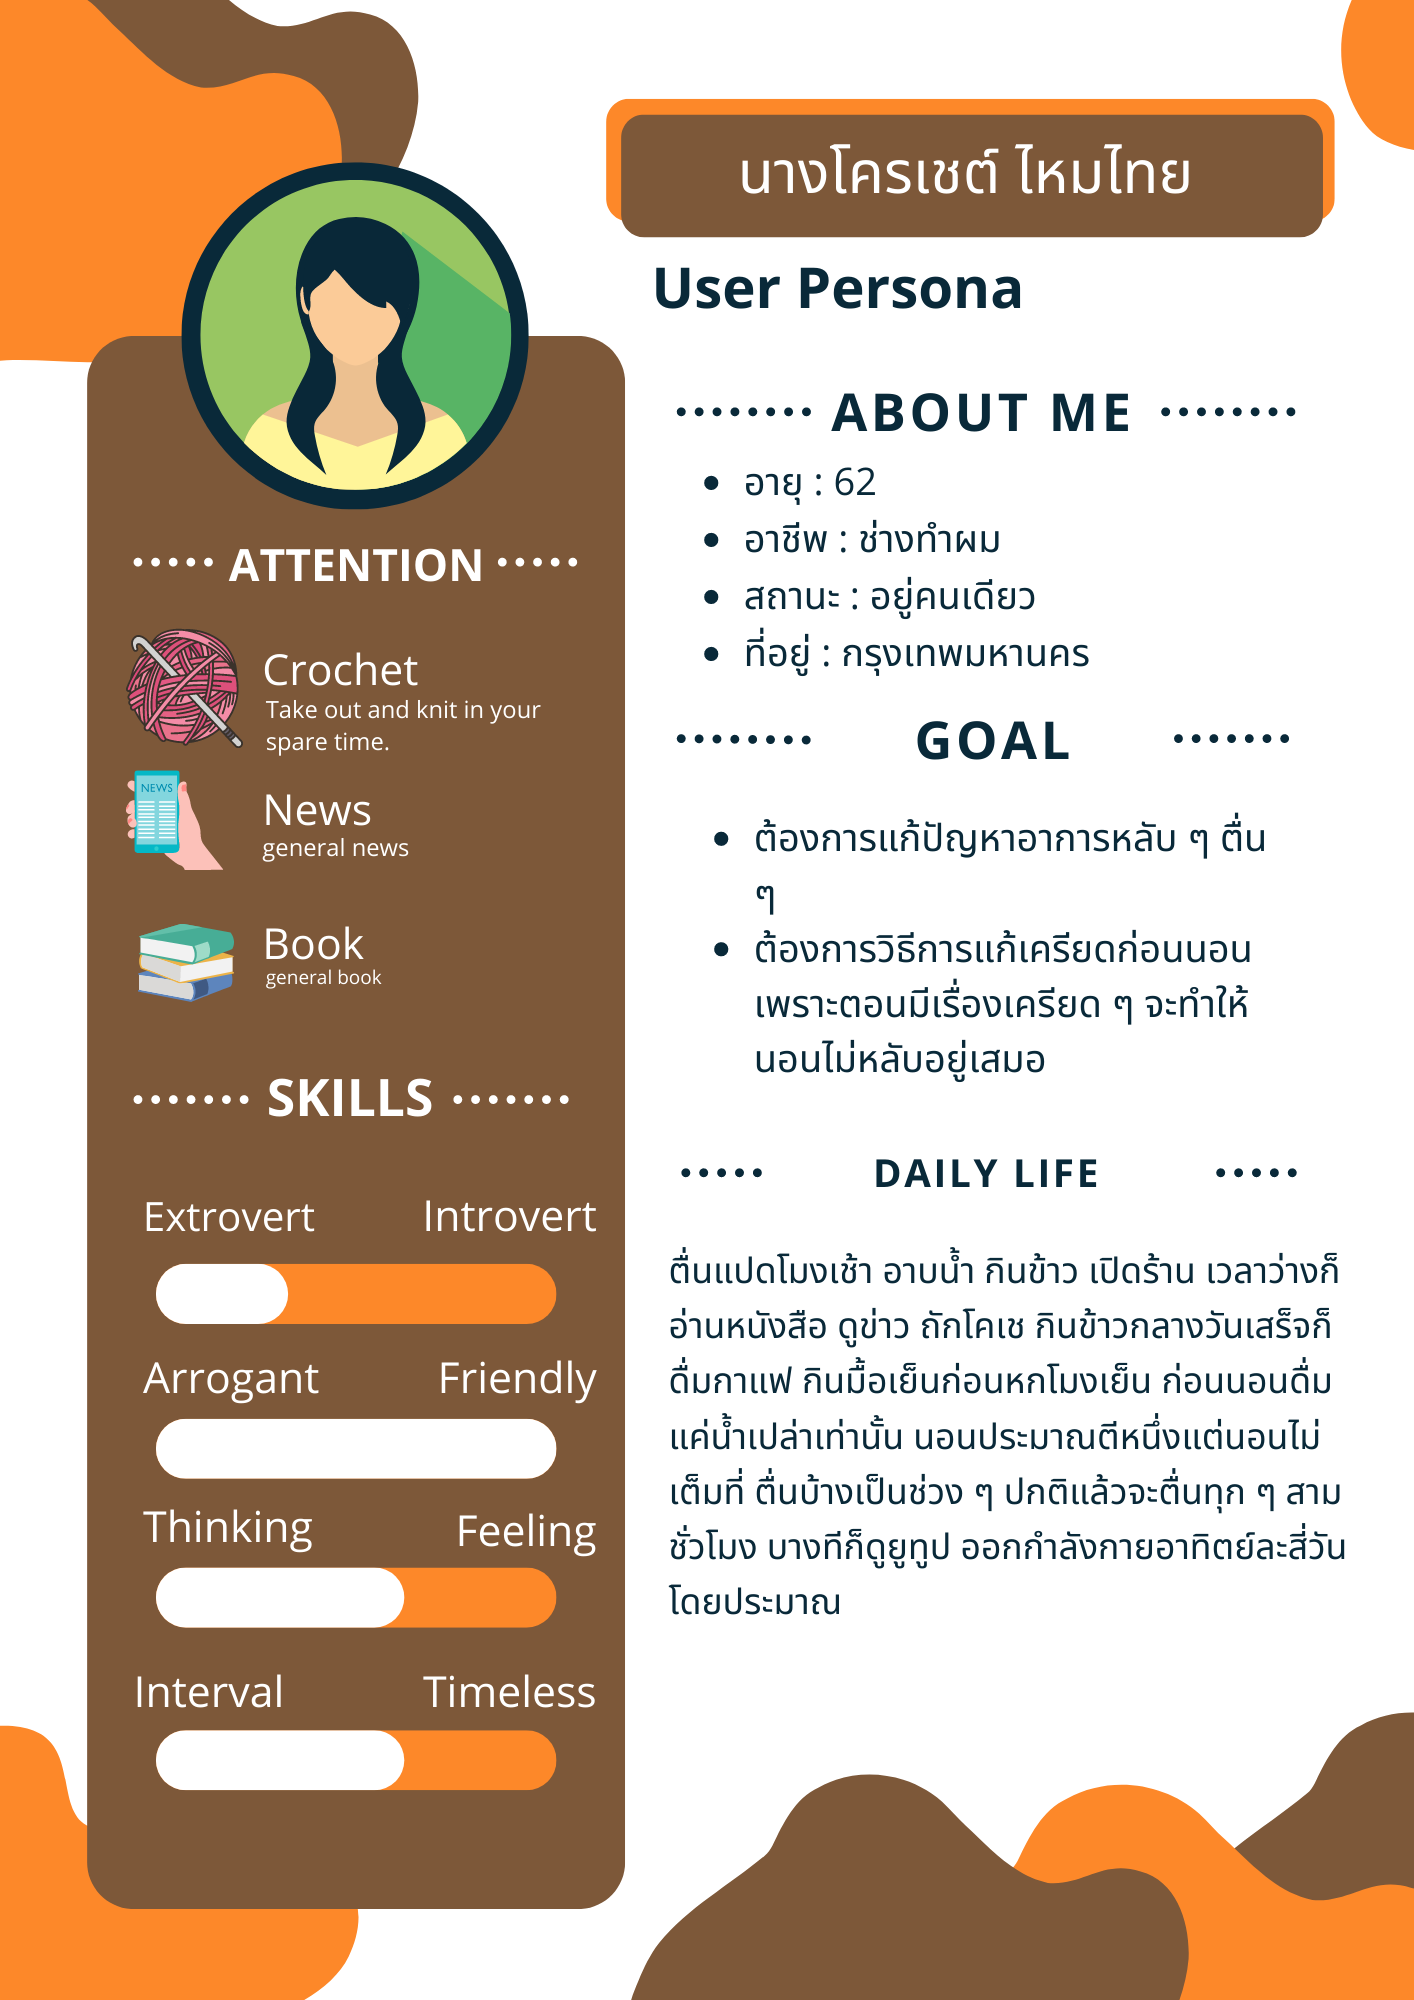 นางโครเชต์ ไหมไทย
User Persona
ABOUT ME
อายุ : 62
อาชีพ : ช่างทำผม
สถานะ : อยู่คนเดียว
ที่อยู่ : กรุงเทพมหานคร
GOAL
ต้องการแก้ปัญหาอาการหลับ ๆ ตื่น
ๆ
ต้องการวิธีการแก้เครียดก่อนนอน
เพราะตอนมีเรื่องเครียด ๆ จะทำให้
นอนไม่หลับอยู่เสมอ
DAILY LIFE
ตื่นแปดโมงเช้า อาบน้ำ กินข้าว เปิดร้าน เวลาว่างก็
อ่านหนังสือ ดูข่าว ถักโคเช กินข้าวกลางวันเสร็จก็
ดื่มกาแฟ กินมื้อเย็นก่อนหกโมงเย็น ก่อนนอนดื่ม
แค่น้ำเปล่าเท่านั้น นอนประมาณตีหนึ่งแต่นอนไม่
เต็มที่ ตื่นบ้างเป็นช่วง ๆ ปกติแล้วจะตื่นทุก ๆ สาม
ชั่วโมง บางทีก็ดูยูทูป ออกกำลังกายอาทิตย์ละสี่วัน
โดยประมาณ
ATTENTION
Crochet
Take out and knit in your
spare time.
NEWS
News
general news
Book
general book
SKILLS
Extrovert Introvert
Arrogant Friendly
Thinking Feeling
Interval Timeless